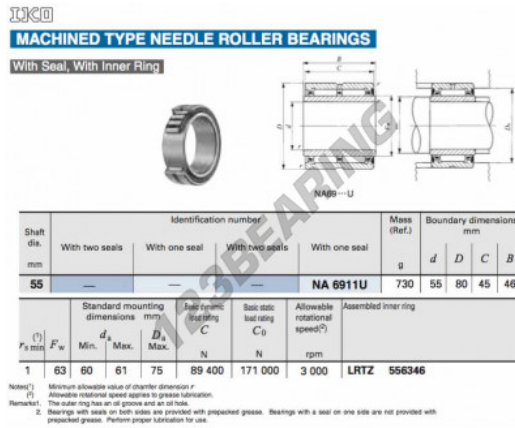 IKO
MACHINED TYPE NEEDLE ROLLER BEARINGS
With Seal, With Inner Ring
B
C
r
D
d
NA69···U
123BEARING
Shaft dia. mm
Identification number
Mass (Ref.) g
Boundary dimensions mm
With two seals With one seal With two seals With one seal
d D C B
55 — — — NA 6911U 730 55 80 45 46
Standard mounting dimensions mm
Basic dynamic load rating C N
Basic static load rating C0 N
Allowable rotational speed(2) rpm
Assembled inner ring
rs min (1) Fw da Min. Max. Da Max.
1 63 60 61 75 89 400 171 000 3 000 LRTZ 556346
Notes(1) Minimum allowable value of chamfer dimension r
(2) Allowable rotational speed applies to grease lubrication.
Remarks1. The outer ring has an oil groove and an oil hole.
2. Bearings with seals on both sides are provided with prepacked grease. Bearings with a seal on one side are not provided with
prepacked grease. Perform proper lubrication for use.